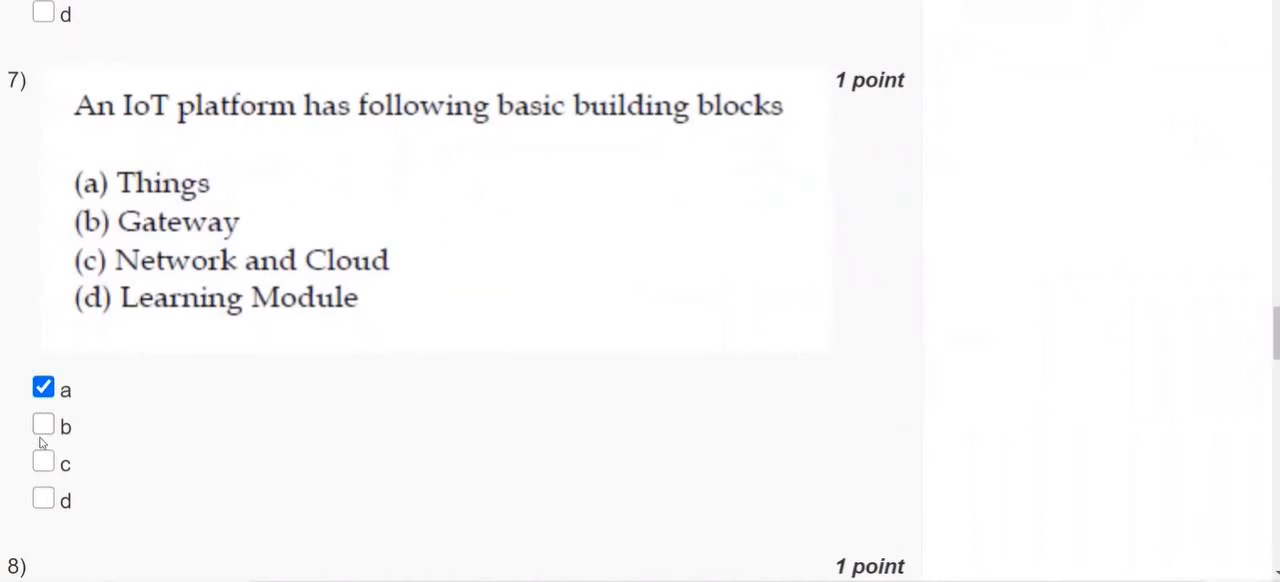 d
7)
1 point
An IoT platform has following basic building blocks
(a) Things
(b) Gateway
(c) Network and Cloud
(d) Learning Module
a
b
c
d
8)
1 point